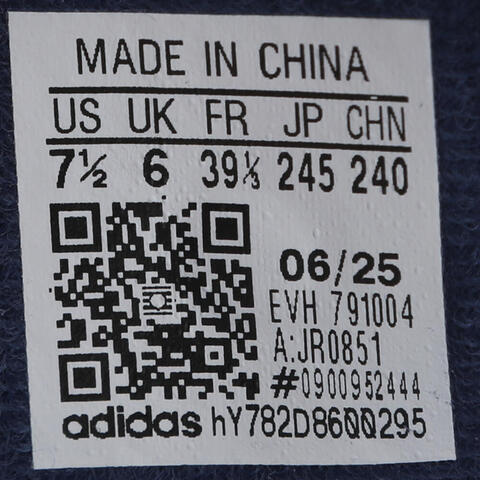 MADE IN CHINA
US UK FR JP CHN
7½ 6 39⅓ 245 240
06/25
EVH 791004
A:JR0851
#0900952444
adidas hY782D8600295